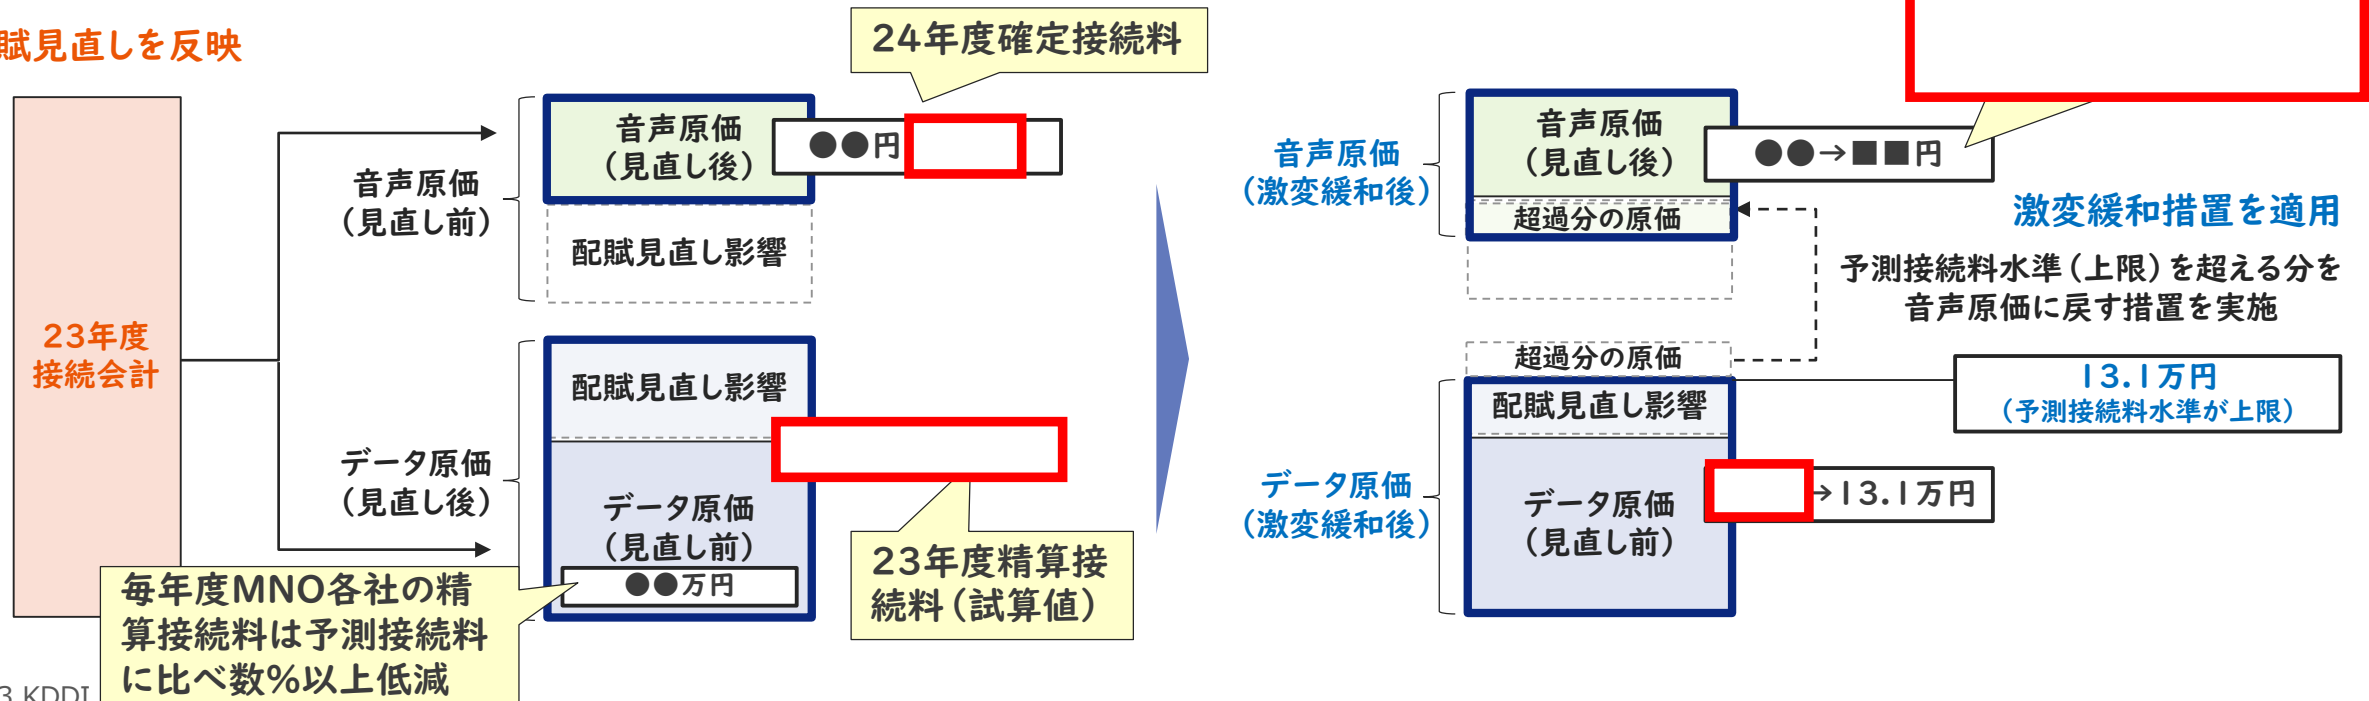 賦見直しを反映
24年度確定接続料
23年度
接続会計
音声原価
（見直し前）
音声原価
（見直し後）
●●円
配賦見直し影響
データ原価
（見直し後）
配賦見直し影響
データ原価
（見直し前）
●●万円
23年度精算接
続料（試算値）
毎年度MNO各社の精
算接続料は予測接続料
に比べ数%以上低減
3 KDDI
音声原価
（激変緩和後）
音声原価
（見直し後）
●●→■■円
超過分の原価
激変緩和措置を適用
予測接続料水準（上限）を超える分を
音声原価に戻す措置を実施
超過分の原価
13.1万円
（予測接続料水準が上限）
配賦見直し影響
データ原価
（激変緩和後）
データ原価
（見直し前）
→13.1万円